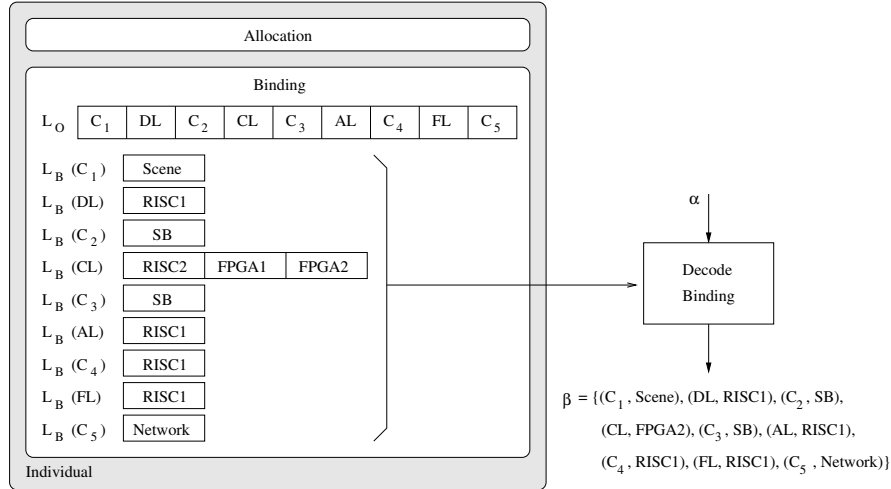 Allocation
Binding
L_O C_1 DL C_2 CL C_3 AL C_4 FL C_5
L_B (C_1) Scene
L_B (DL) RISC1
L_B (C_2) SB
L_B (CL) RISC2 FPGA1 FPGA2
L_B (C_3) SB
L_B (AL) RISC1
L_B (C_4) RISC1
L_B (FL) RISC1
L_B (C_5) Network
Individual
α
Decode
Binding
β = {(C_1, Scene), (DL, RISC1), (C_2, SB),
(CL, FPGA2), (C_3, SB), (AL, RISC1),
(C_4, RISC1), (FL, RISC1), (C_5, Network)}